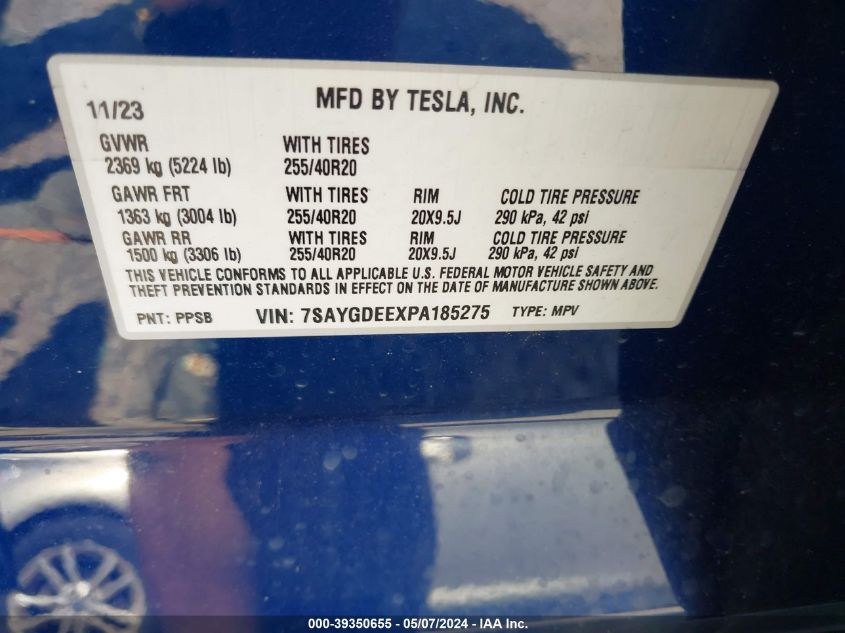 11/23 MFD BY TESLA, INC.
GVWR WITH TIRES
2369 kg (5224 lb) 255/40R20
GAWR FRT WITH TIRES RIM COLD TIRE PRESSURE
1363 kg (3004 lb) 255/40R20 20X9.5J 290 kPa, 42 psi
GAWR RR WITH TIRES RIM COLD TIRE PRESSURE
1500 kg (3306 lb) 255/40R20 20X9.5J 290 kPa, 42 psi
THIS VEHICLE CONFORMS TO ALL APPLICABLE U.S. FEDERAL MOTOR VEHICLE SAFETY AND
THEFT PREVENTION STANDARDS IN EFFECT ON THE DATE OF MANUFACTURE SHOWN ABOVE.
PNT: PPSB VIN: 7SAYGDEEXPA185275 TYPE: MPV
000-39350655 - 05/07/2024 - IAA Inc.